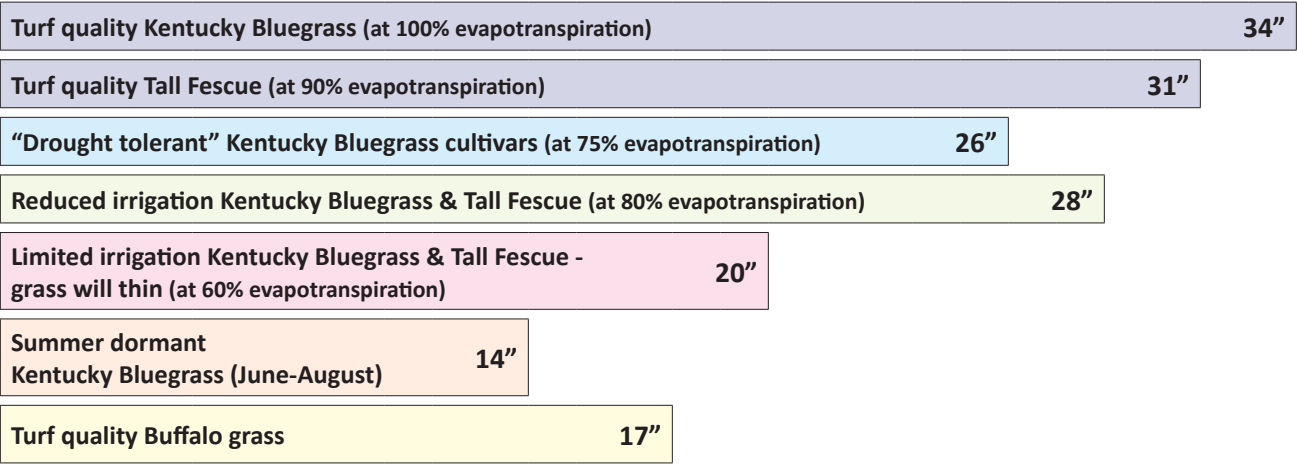 Turf quality Kentucky Bluegrass (at 100% evapotranspiration) 34”
Turf quality Tall Fescue (at 90% evapotranspiration) 31”
“Drought tolerant” Kentucky Bluegrass cultivars (at 75% evapotranspiration) 26”
Reduced irrigation Kentucky Bluegrass & Tall Fescue (at 80% evapotranspiration) 28”
Limited irrigation Kentucky Bluegrass & Tall Fescue -
grass will thin (at 60% evapotranspiration) 20”
Summer dormant
Kentucky Bluegrass (June-August) 14”
Turf quality Buffalo grass 17”